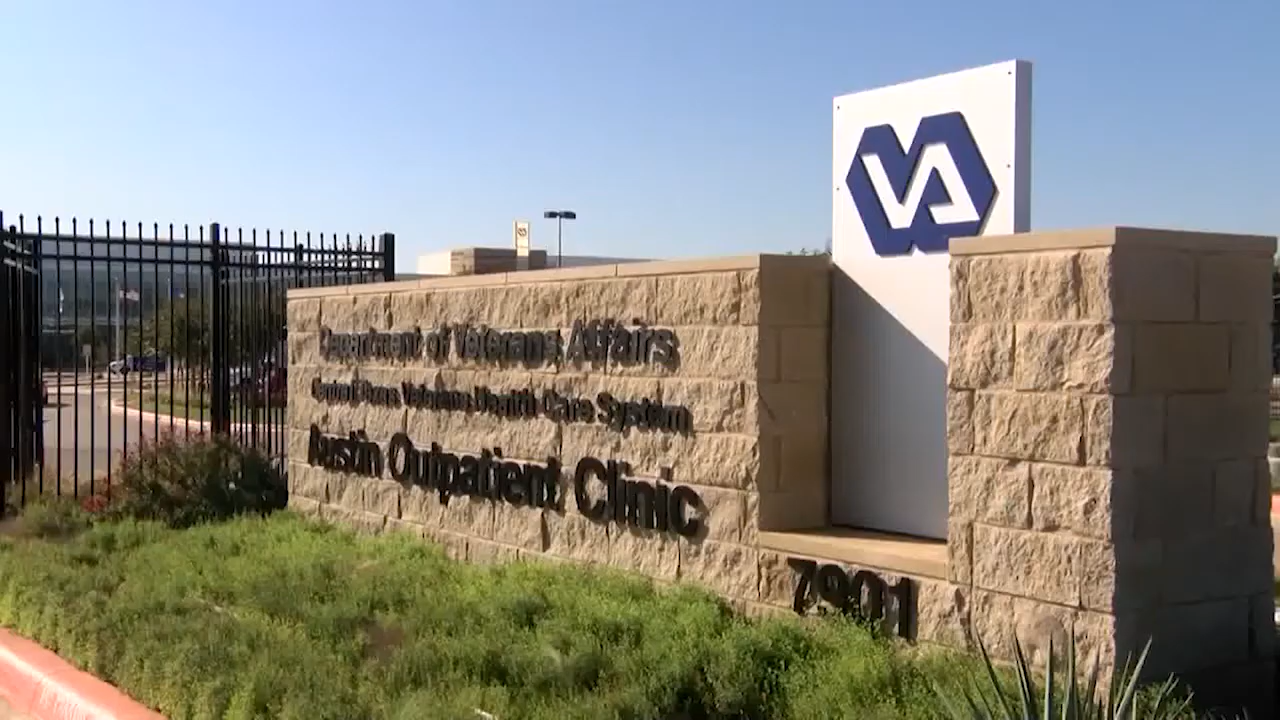 Department of Veterans Affairs
Central Texas Veterans Health Care System
Austin Outpatient Clinic
VA
7901